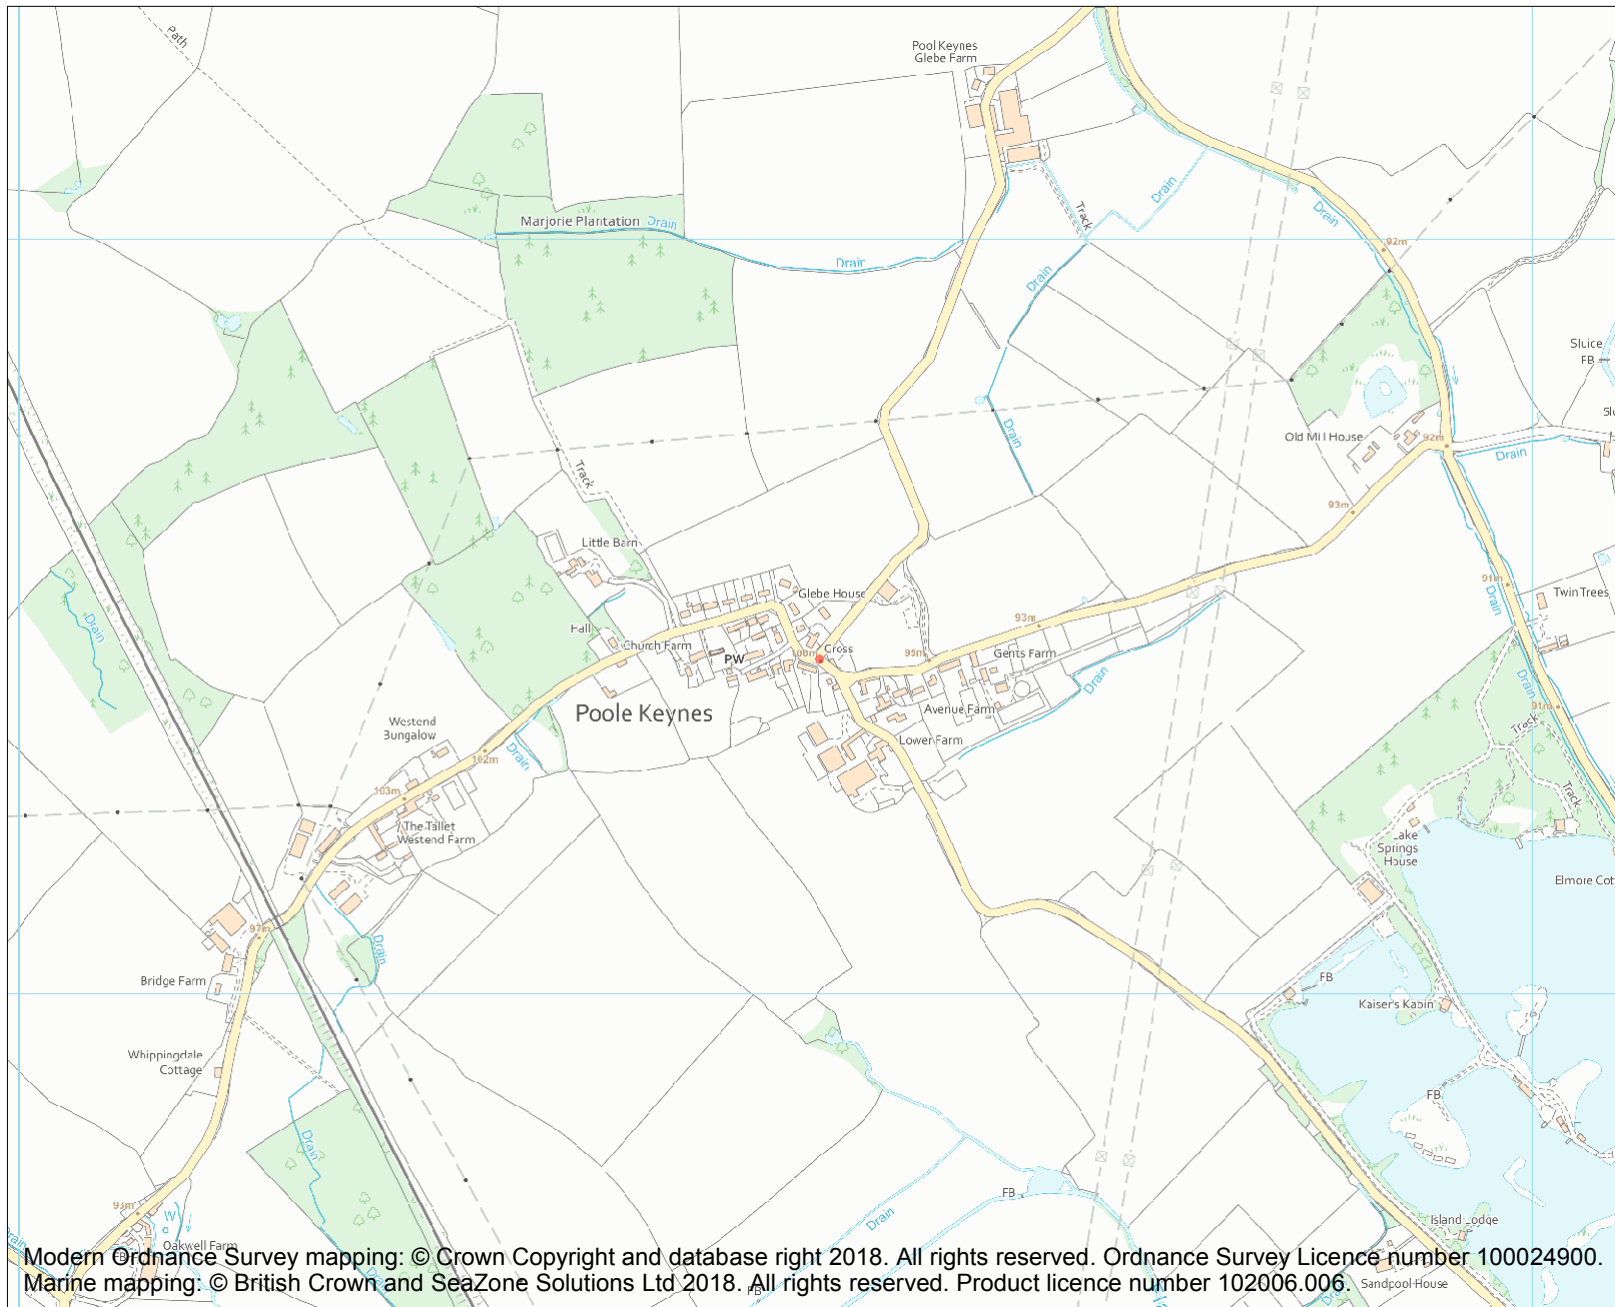 Path
Pool Keynes
Glebe Farm
Marjorie Plantation
Drain
Drain
Track
Drain
Drain
Drain
92m
Sluice
FB
Drain
Old Mill House
92m
Drain
Track
93m
Little Barn
91m
Twin Trees
Glebe House
Drain
Drain
Hall
Church Farm
PW
100m
Cross
93m
95m
Gents Farm
Drain
Drain
Poole Keynes
Avenue Farm
91m
Track
Westend
Bungalow
Lower Farm
102m
Drain
103m
Track
The Tallet
Westend Farm
Lake
Springs
House
97m
Drain
Bridge Farm
FB
Kaiser's Kabin
Whippingdale
Cottage
FB
Drain
FB
93m
W
Drain
Island Lodge
Oakwell Farm
FB
Modern Ordnance Survey mapping: © Crown Copyright and database right 2018. All rights reserved. Ordnance Survey Licence number 100024900.
Marine mapping: © British Crown and SeaZone Solutions Ltd 2018. All rights reserved. Product licence number 102006.006.
FB
Sandpool House